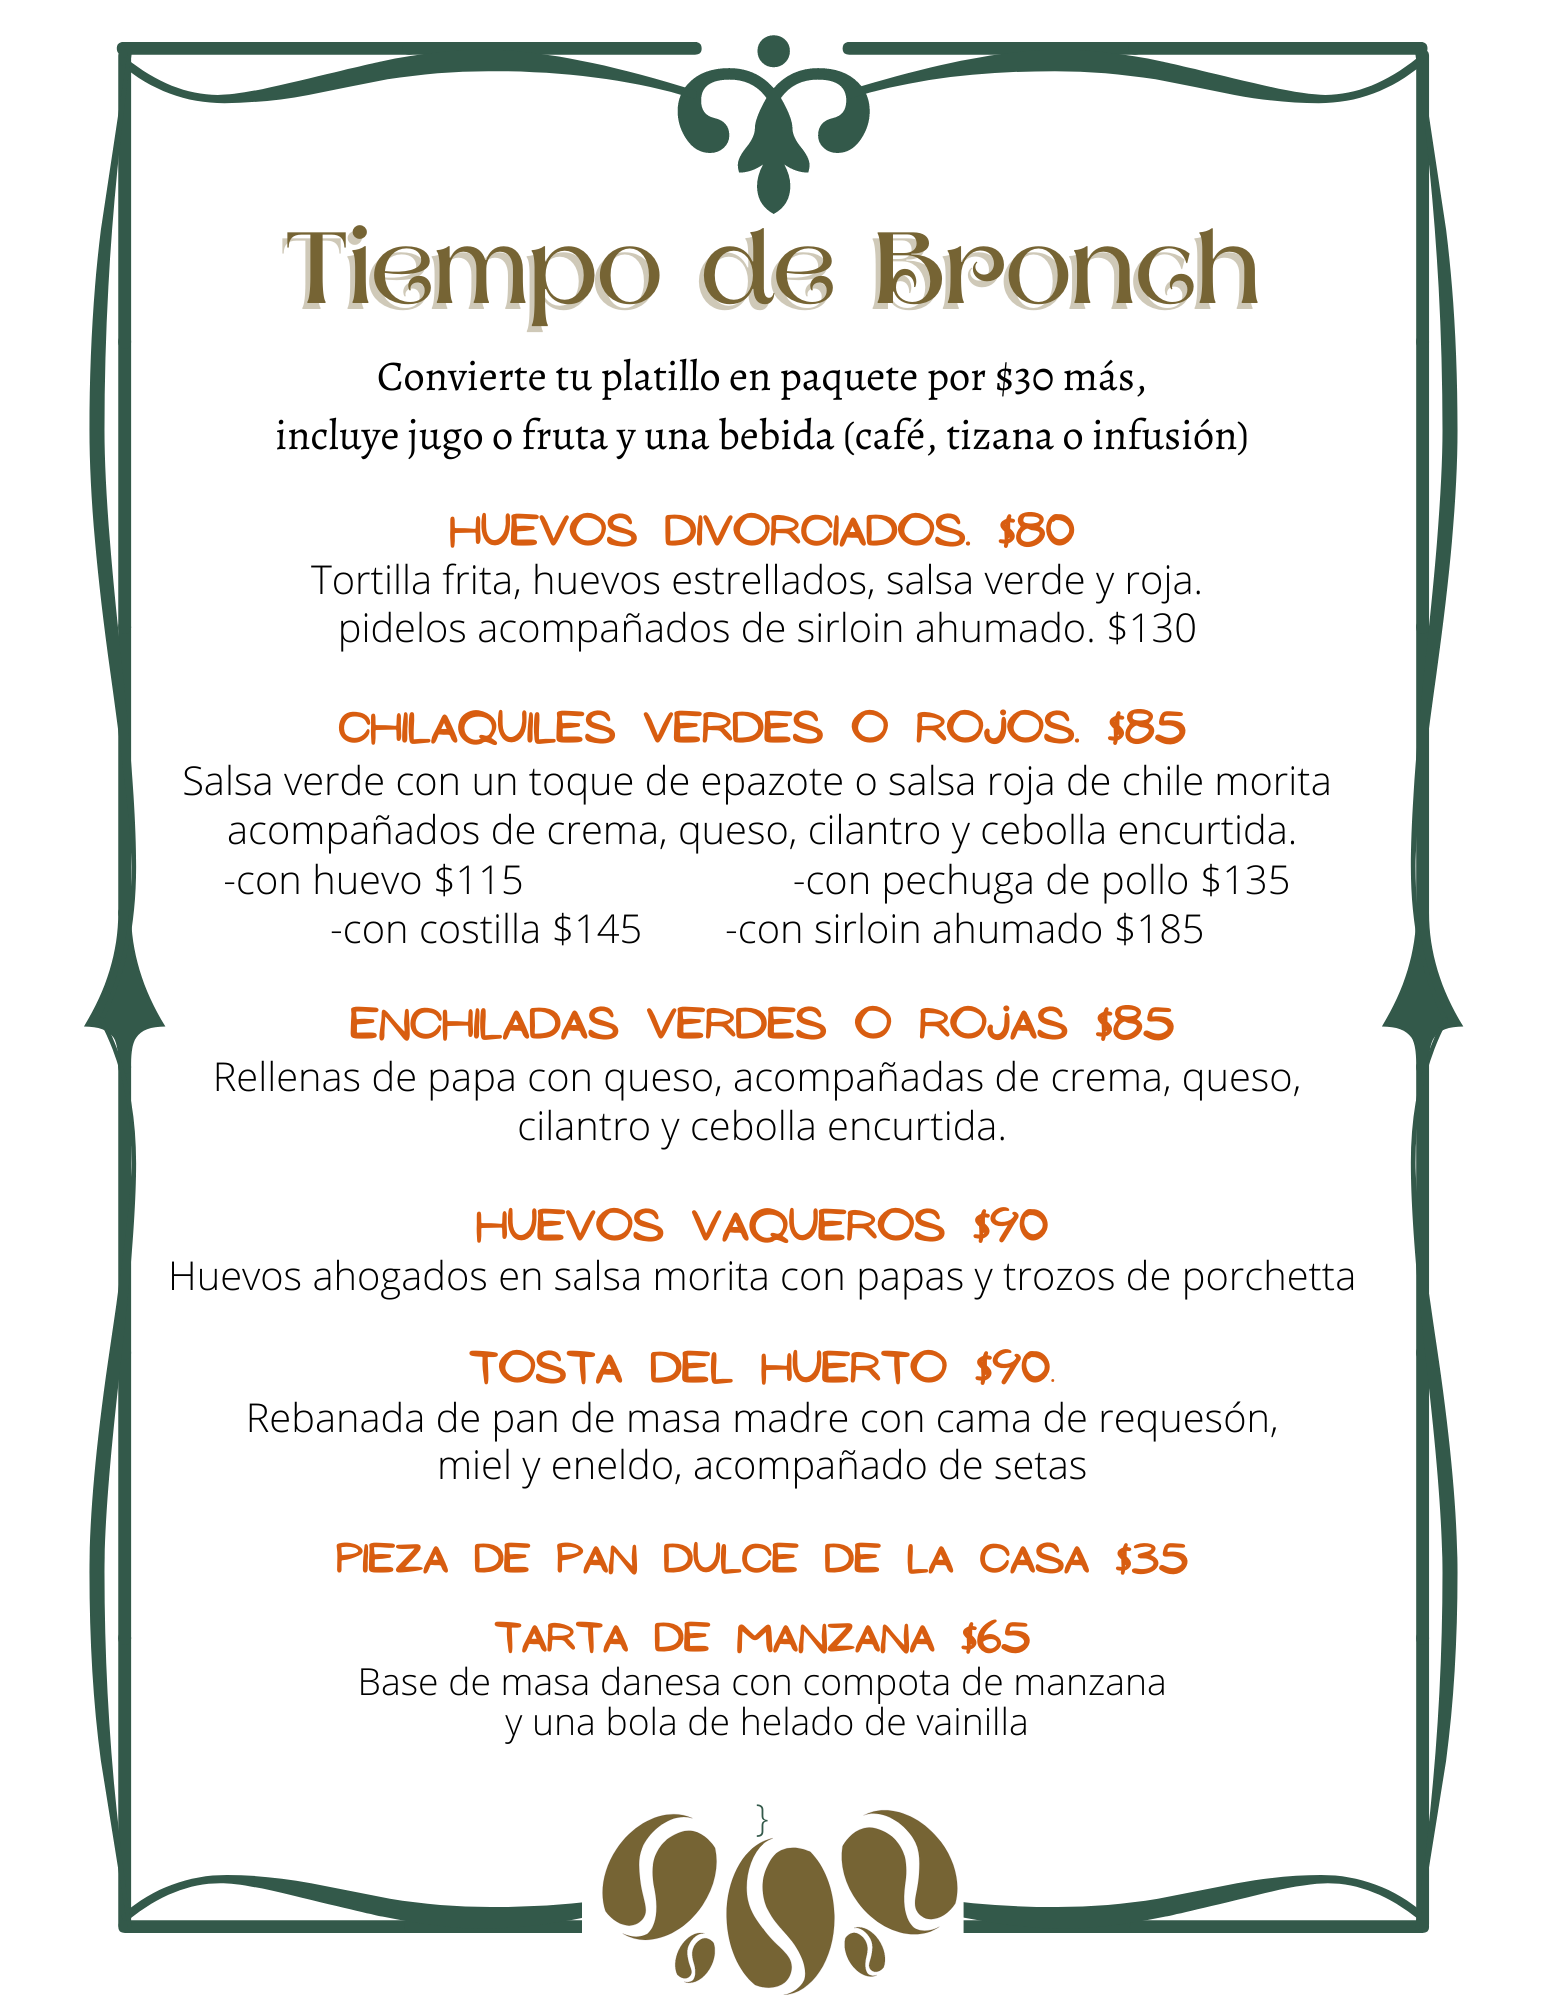 Tiempo de Bronch
Convierte tu platillo en paquete por $30 más,
incluye jugo o fruta y una bebida (café, tizana o infusión)
HUEVOS DIVORCIADOS. $80
Tortilla frita, huevos estrellados, salsa verde y roja.
pidelos acompañados de sirloin ahumado. $130
CHILAQUILES VERDES O ROJOS. $85
Salsa verde con un toque de epazote o salsa roja de chile morita
acompañados de crema, queso, cilantro y cebolla encurtida.
-con huevo $115 -con pechuga de pollo $135
-con costilla $145 -con sirloin ahumado $185
ENCHILADAS VERDES O ROJAS $85
Rellenas de papa con queso, acompañadas de crema, queso,
cilantro y cebolla encurtida.
HUEVOS VAQUEROS $90
Huevos ahogados en salsa morita con papas y trozos de porchetta
TOSTA DEL HUERTO $90.
Rebanada de pan de masa madre con cama de requesón,
miel y eneldo, acompañado de setas
PIEZA DE PAN DULCE DE LA CASA $35
TARTA DE MANZANA $65
Base de masa danesa con compota de manzana
y una bola de helado de vainilla
}